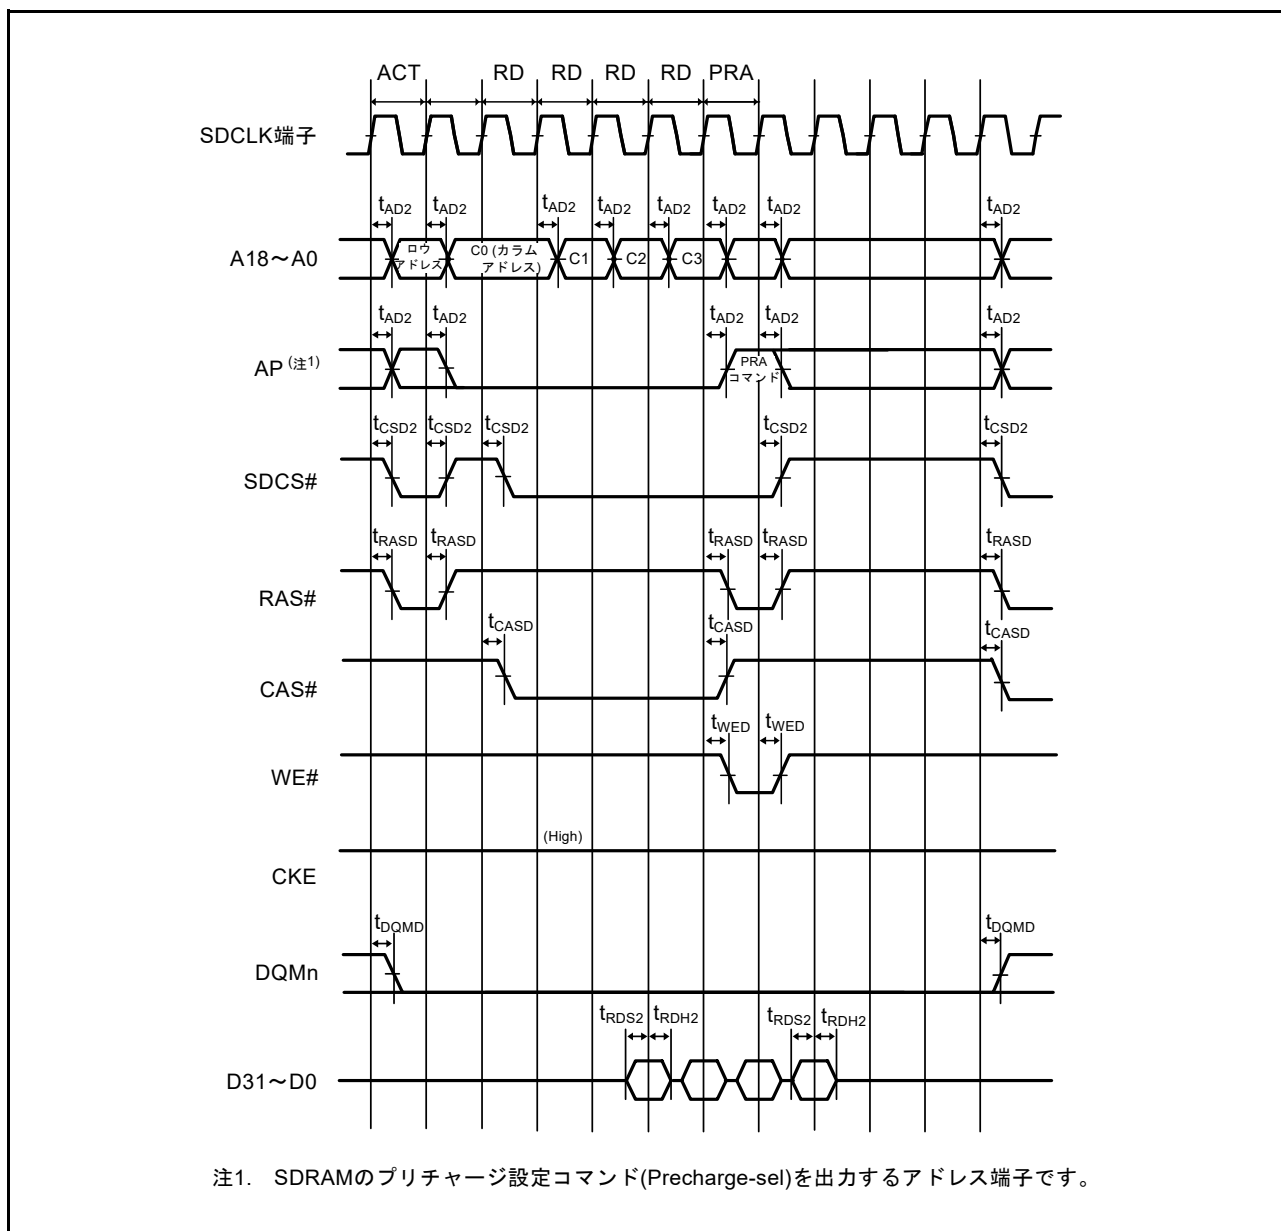 ACT RD RD RD RD PRA
SDCLK端子
tAD2 tAD2 tAD2 tAD2 tAD2 tAD2 tAD2 tAD2
A18～A0
ロウ
アドレス
C0 (カラム
アドレス)
C1 C2 C3
tAD2 tAD2 tAD2 tAD2 tAD2
AP (注1)
PRA
コマンド
tCSD2 tCSD2 tCSD2 tCSD2 tCSD2
SDCS#
tRASD tRASD tRASD tRASD tRASD
RAS#
tCASD tCASD tCASD
CAS#
tWED tWED
WE#
(High)
CKE
tDQMD tDQMD
DQMn
tRDS2 tRDH2 tRDS2 tRDH2
D31～D0
注1. SDRAMのプリチャージ設定コマンド(Precharge-sel)を出力するアドレス端子です。